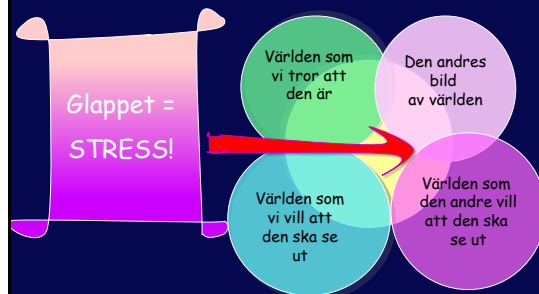 Glappet =
STRESS!
Världen som
vi tror att
den är
Den andres
bild
av världen
Världen som
vi vill att
den ska se
ut
Världen som
den andre vill
att den ska
se ut